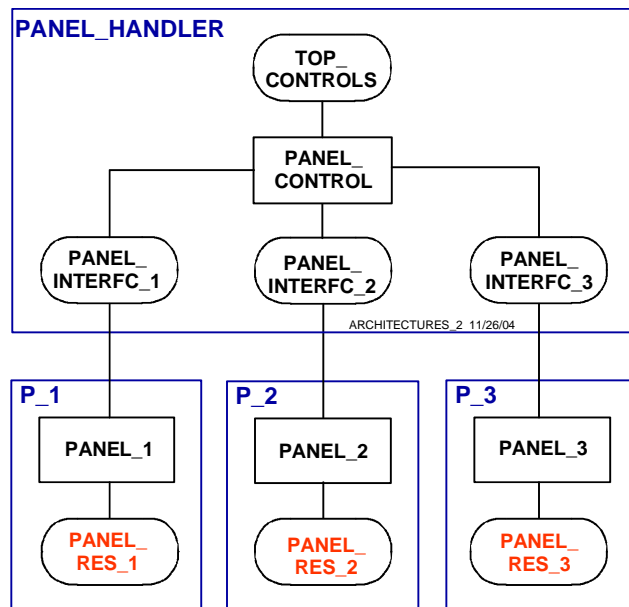 PANEL_HANDLER
TOP_
CONTROLS
PANEL_
CONTROL
PANEL_
INTERFC_1
PANEL_
INTERFC_2
PANEL_
INTERFC_3
ARCHITECTURES_2 11/26/04
P_1
PANEL_1
PANEL_
RES_1
P_2
PANEL_2
PANEL_
RES_2
P_3
PANEL_3
PANEL_
RES_3